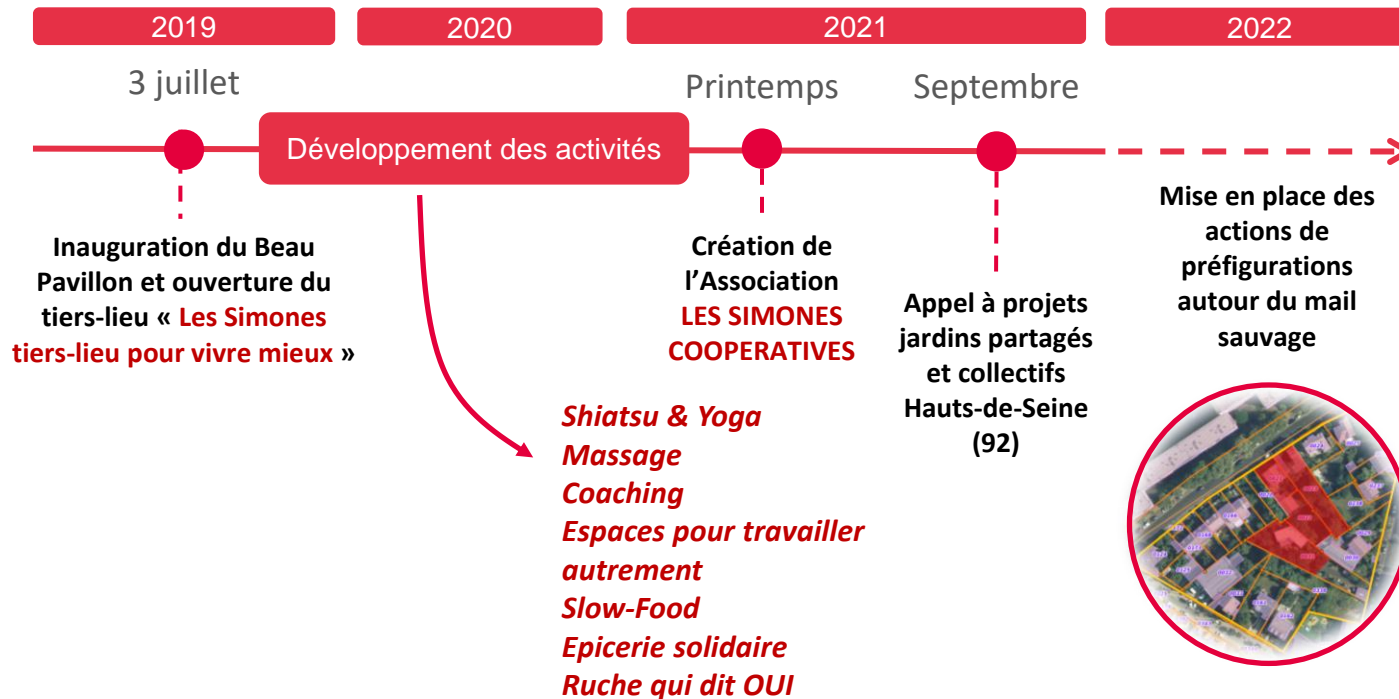 2019
2020
2021
2022
3 juillet
Printemps
Septembre
Développement des activités
Inauguration du Beau
Pavillon et ouverture du
tiers-lieu « Les Simones
tiers-lieu pour vivre mieux »
Création de
l’Association
LES SIMONES
COOPERATIVES
Appel à projets
jardins partagés
et collectifs
Hauts-de-Seine
(92)
Mise en place des
actions de
préfigurations
autour du mail
sauvage
Shiatsu & Yoga
Massage
Coaching
Espaces pour travailler
autrement
Slow-Food
Epicerie solidaire
Ruche qui dit OUI